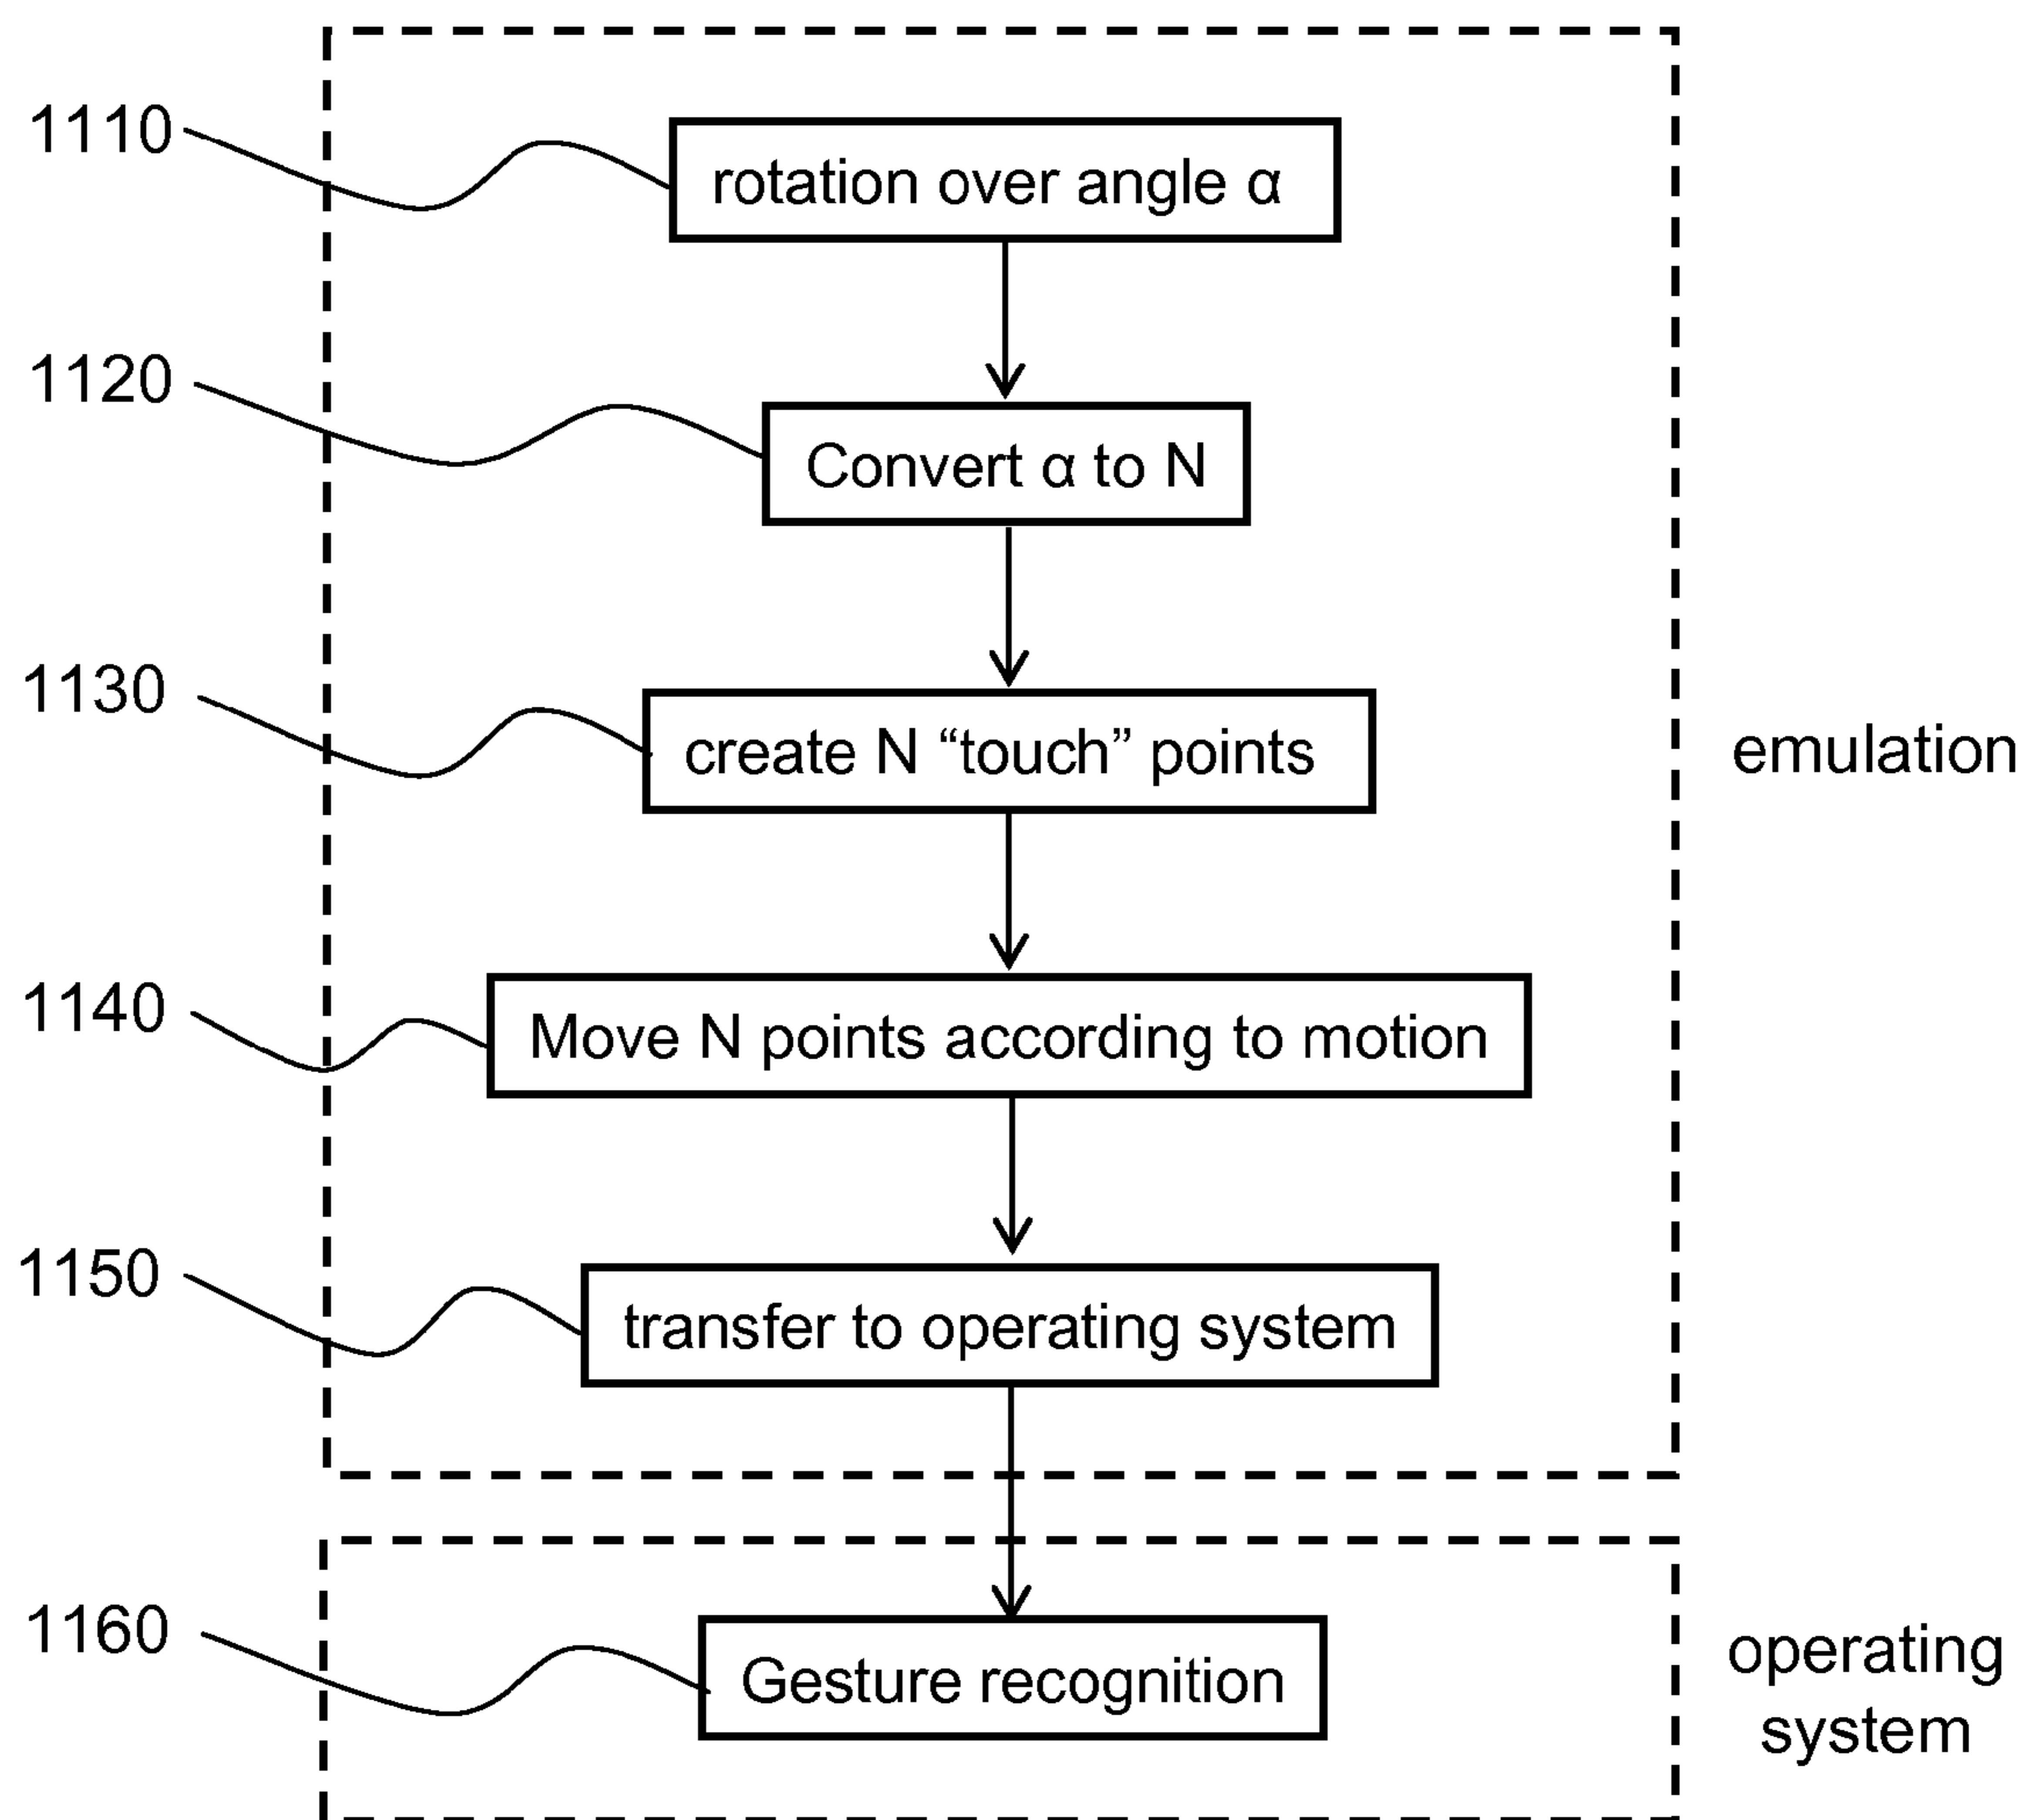 1110
rotation over angle α
1120
Convert α to N
1130
create N “touch” points
emulation
1140
Move N points according to motion
1150
transfer to operating system
1160
Gesture recognition
operating
system